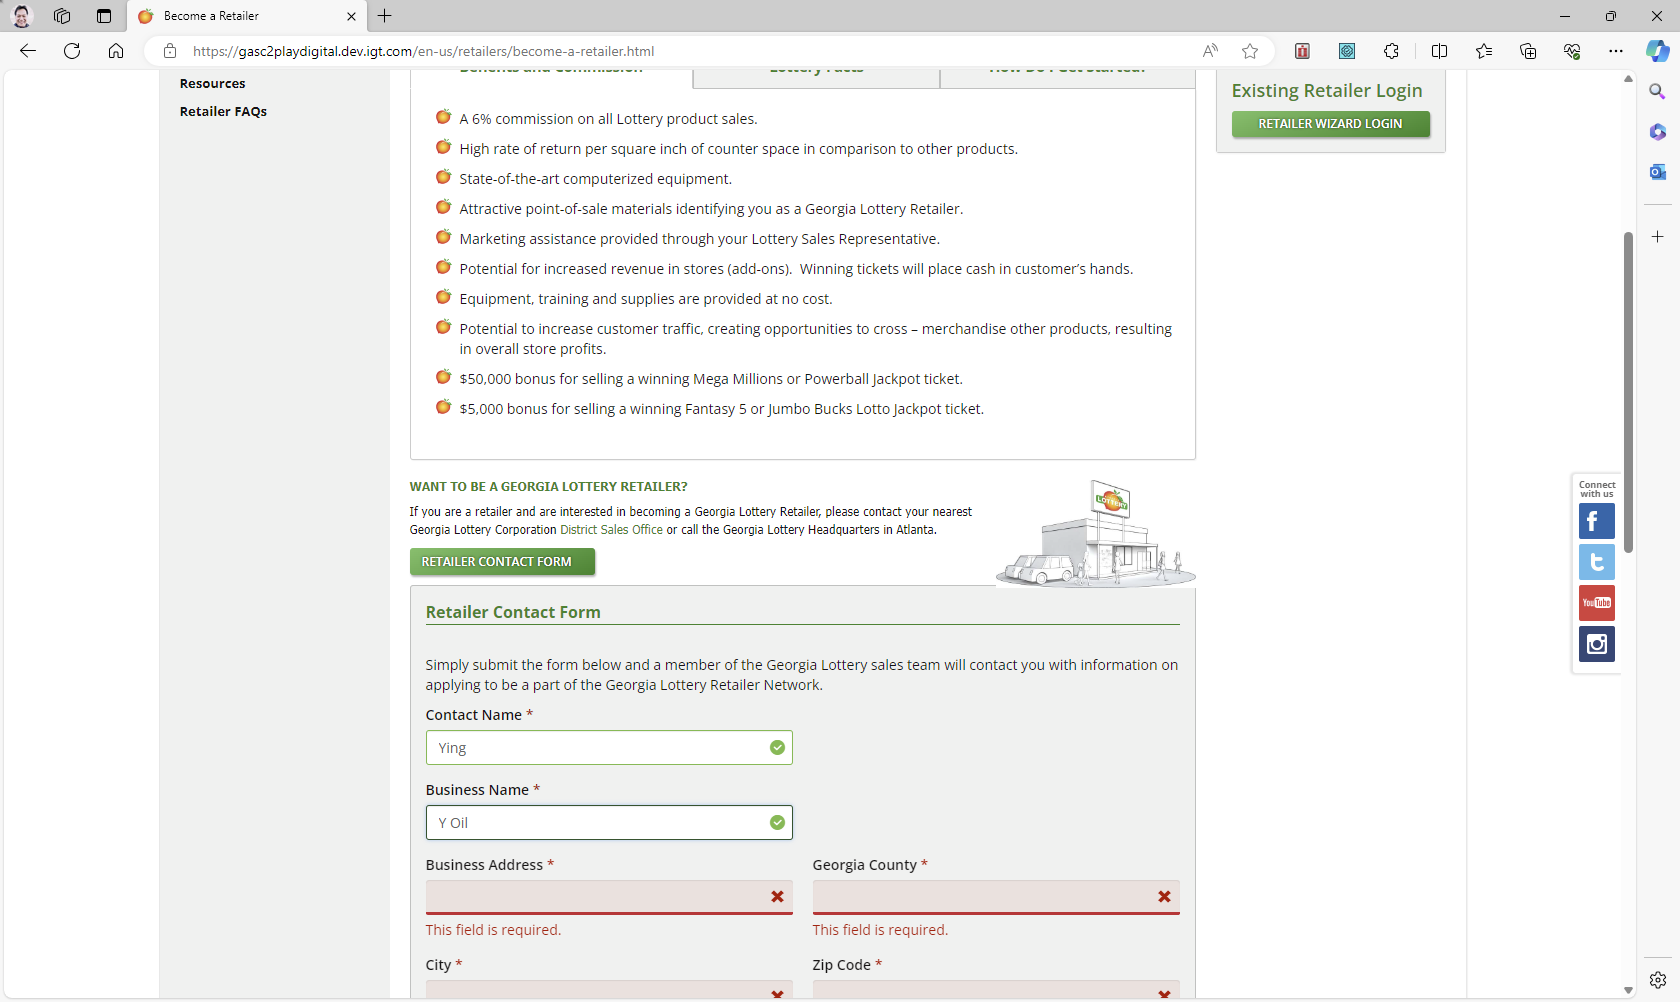 Become a Retailer
https://gasc2playdigital.dev.igt.com/en-us/retailers/become-a-retailer.html
Resources
Retailer FAQs
Benefits and Commission
Lottery Facts
How Do I Get Started?
A 6% commission on all Lottery product sales.
High rate of return per square inch of counter space in comparison to other products.
State-of-the-art computerized equipment.
Attractive point-of-sale materials identifying you as a Georgia Lottery Retailer.
Marketing assistance provided through your Lottery Sales Representative.
Potential for increased revenue in stores (add-ons).  Winning tickets will place cash in customer’s hands.
Equipment, training and supplies are provided at no cost.
Potential to increase customer traffic, creating opportunities to cross – merchandise other products, resulting
in overall store profits.
$50,000 bonus for selling a winning Mega Millions or Powerball Jackpot ticket.
$5,000 bonus for selling a winning Fantasy 5 or Jumbo Bucks Lotto Jackpot ticket.
Existing Retailer Login
RETAILER WIZARD LOGIN
WANT TO BE A GEORGIA LOTTERY RETAILER?
If you are a retailer and are interested in becoming a Georgia Lottery Retailer, please contact your nearest
Georgia Lottery Corporation District Sales Office or call the Georgia Lottery Headquarters in Atlanta.
LOTTERY
RETAILER CONTACT FORM
Retailer Contact Form
Simply submit the form below and a member of the Georgia Lottery sales team will contact you with information on
applying to be a part of the Georgia Lottery Retailer Network.
Contact Name *
Ying
Business Name *
Y Oil
Business Address *
Georgia County *
This field is required.
This field is required.
City *
Zip Code *
Connect
with us
YouTube